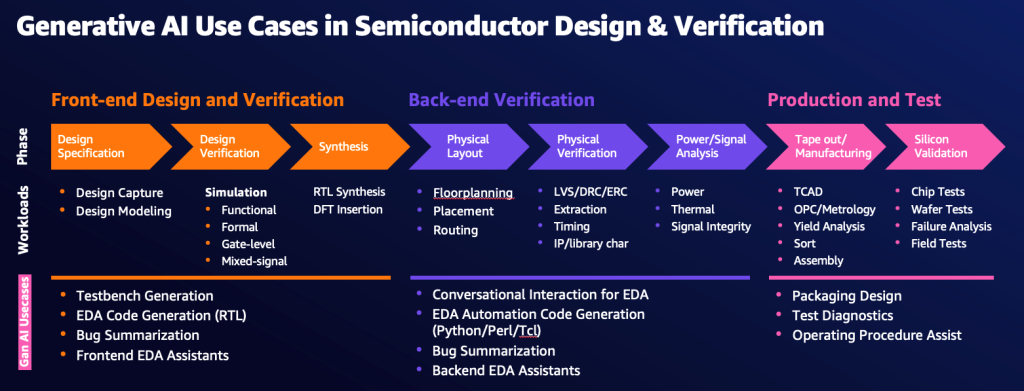 Generative AI Use Cases in Semiconductor Design & Verification
Front-end Design and Verification
Back-end Verification
Production and Test
Phase
Design
Specification
Design
Verification
Synthesis
Physical
Layout
Physical
Verification
Power/Signal
Analysis
Tape out/
Manufacturing
Silicon
Validation
Workloads
• Design Capture
• Design Modeling
Simulation
• Functional
• Formal
• Gate-level
• Mixed-signal
RTL Synthesis
DFT Insertion
• Floorplanning
• Placement
• Routing
• LVS/DRC/ERC
• Extraction
• Timing
• IP/library char
• Power
• Thermal
• Signal Integrity
• TCAD
• OPC/Metrology
• Yield Analysis
• Sort
• Assembly
• Chip Tests
• Wafer Tests
• Failure Analysis
• Field Tests
Gan AI Usecases
• Testbench Generation
• EDA Code Generation (RTL)
• Bug Summarization
• Frontend EDA Assistants
• Conversational Interaction for EDA
• EDA Automation Code Generation
(Python/Perl/Tcl)
• Bug Summarization
• Backend EDA Assistants
• Packaging Design
• Test Diagnostics
• Operating Procedure Assist